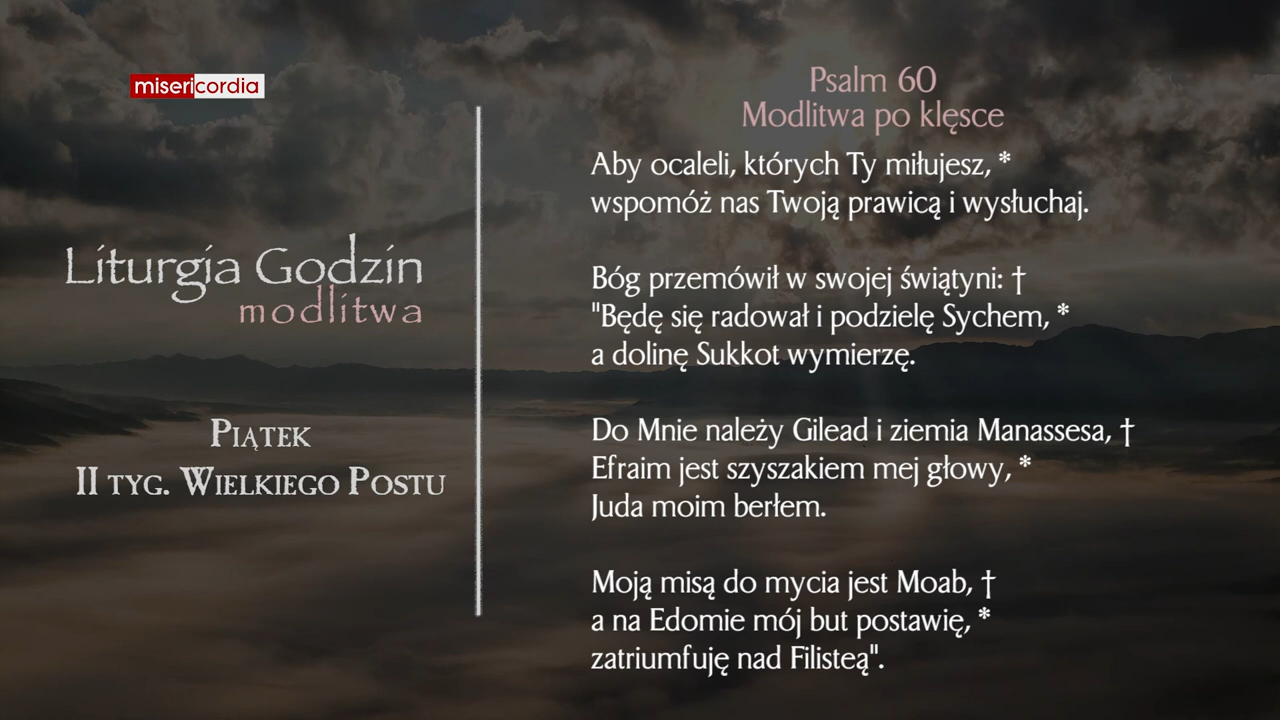 misericordia
Liturgia Godzin
modlitwa
Piątek
II tyg. Wielkiego Postu
Psalm 60
Modlitwa po klęsce
Aby ocaleli, których Ty miłujesz, *
wspomóż nas Twoją prawicą i wysłuchaj.
Bóg przemówił w swojej świątyni: †
"Będę się radował i podzielę Sychem, *
a dolinę Sukkot wymierzę.
Do Mnie należy Gilead i ziemia Manassesa, †
Efraim jest szyszakiem mej głowy, *
Juda moim berłem.
Moją misą do mycia jest Moab, †
a na Edomie mój but postawię, *
zatriumfuję nad Filisteą".